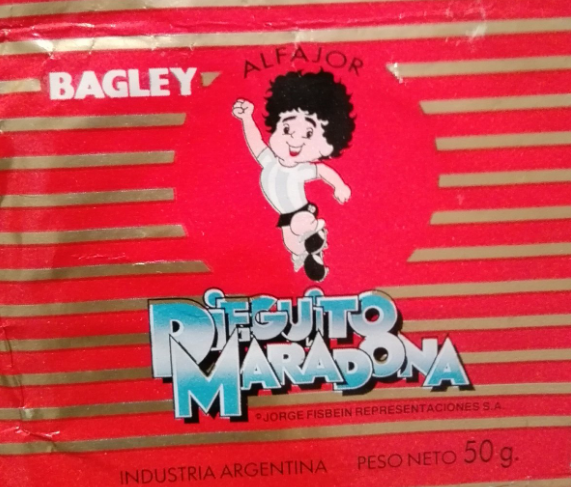 BAGLEY
ALFAJOR
DIEGUITO
MARADONA
©JORGE FISBEIN REPRESENTACIONES S.A.
INDUSTRIA ARGENTINA PESO NETO 50 g.